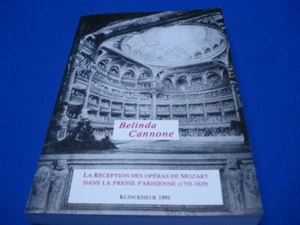 Belinda
Cannone
LA RÉCEPTION DES OPÉRAS DE MOZART
DANS LA PRESSE PARISIENNE (1793-1829)
KLINCKSIECK 1991